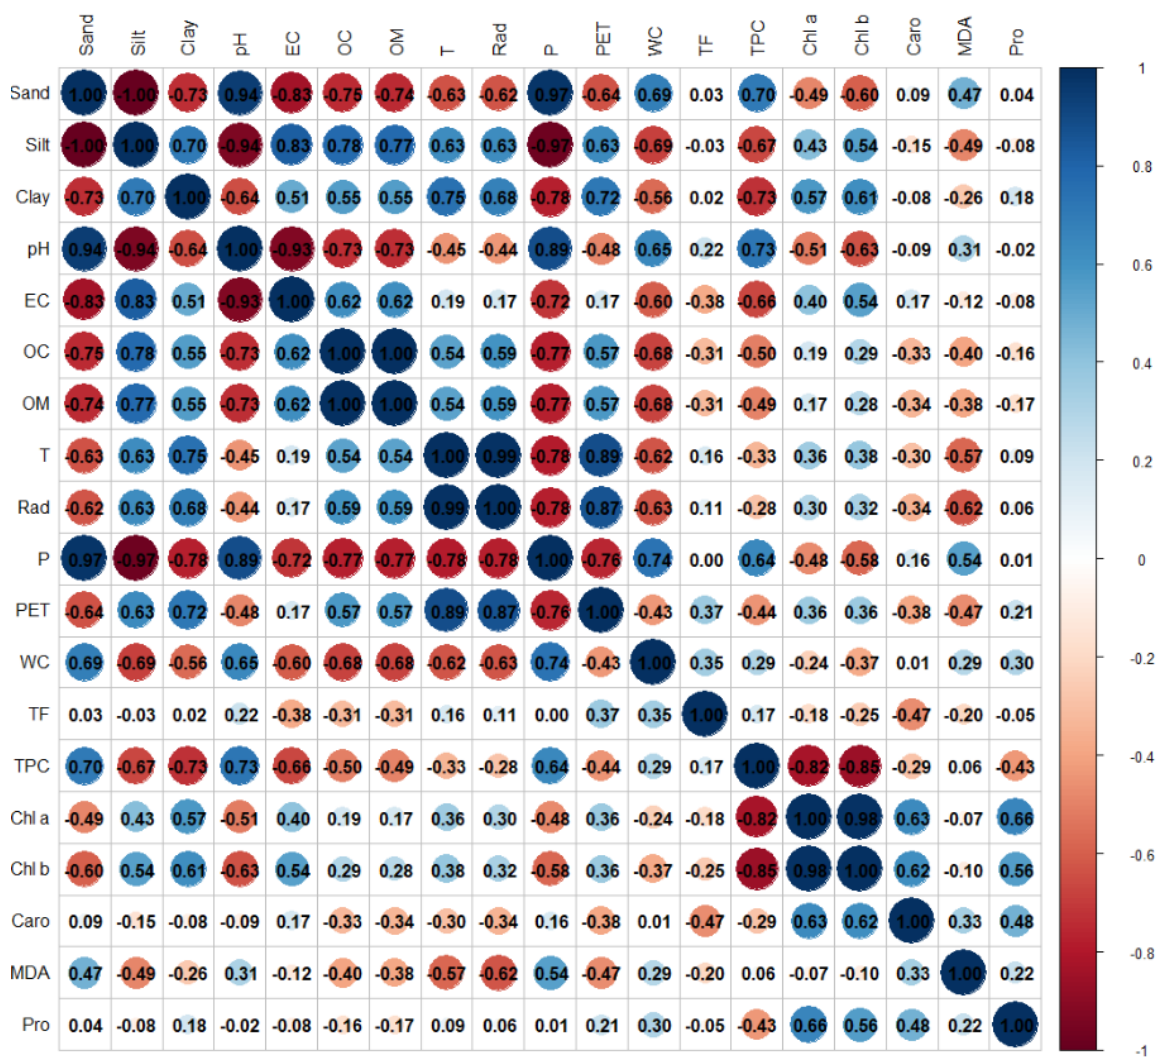 Sand Silt Clay pH EC OC OM T Rad P PET WC TF TPC Chl a Chl b Caro MDA Pro
Sand 1.00 -1.00 -0.73 0.94 -0.83 -0.75 -0.74 -0.63 -0.62 0.97 -0.64 0.69 0.03 0.70 -0.49 -0.60 0.09 0.47 0.04
Silt -1.00 1.00 0.70 -0.94 0.83 0.78 0.77 0.63 0.63 -0.97 0.63 -0.69 -0.03 -0.67 0.43 0.54 -0.15 -0.49 -0.08
Clay -0.73 0.70 1.00 -0.64 0.51 0.55 0.55 0.75 0.68 -0.78 0.72 -0.56 0.02 -0.73 0.57 0.61 -0.08 -0.26 0.18
pH 0.94 -0.94 -0.64 1.00 -0.93 -0.73 -0.73 -0.45 -0.44 0.89 -0.48 0.65 0.22 0.73 -0.51 -0.63 -0.09 0.31 -0.02
EC -0.83 0.83 0.51 -0.93 1.00 0.62 0.62 0.19 0.17 -0.72 0.17 -0.60 -0.38 -0.66 0.40 0.54 0.17 -0.12 -0.08
OC -0.75 0.78 0.55 -0.73 0.62 1.00 1.00 0.54 0.59 -0.77 0.57 -0.68 -0.31 -0.50 0.19 0.29 -0.33 -0.40 -0.16
OM -0.74 0.77 0.55 -0.73 0.62 1.00 1.00 0.54 0.59 -0.77 0.57 -0.68 -0.31 -0.49 0.17 0.28 -0.34 -0.38 -0.17
T -0.63 0.63 0.75 -0.45 0.19 0.54 0.54 1.00 0.99 -0.78 0.89 -0.62 0.16 -0.33 0.36 0.38 -0.30 -0.57 0.09
Rad -0.62 0.63 0.68 -0.44 0.17 0.59 0.59 0.99 1.00 -0.78 0.87 -0.63 0.11 -0.28 0.30 0.32 -0.34 -0.62 0.06
P 0.97 -0.97 -0.78 0.89 -0.72 -0.77 -0.77 -0.78 -0.78 1.00 -0.76 0.74 0.00 0.64 -0.48 -0.58 0.16 0.54 0.01
PET -0.64 0.63 0.72 -0.48 0.17 0.57 0.57 0.89 0.87 -0.76 1.00 -0.43 0.37 -0.44 0.36 0.36 -0.38 -0.47 0.21
WC 0.69 -0.69 -0.56 0.65 -0.60 -0.68 -0.68 -0.62 -0.63 0.74 -0.43 1.00 0.35 0.29 -0.24 -0.37 0.01 0.29 0.30
TF 0.03 -0.03 0.02 0.22 -0.38 -0.31 -0.31 0.16 0.11 0.00 0.37 0.35 1.00 0.17 -0.18 -0.25 -0.47 -0.20 -0.05
TPC 0.70 -0.67 -0.73 0.73 -0.66 -0.50 -0.49 -0.33 -0.28 0.64 -0.44 0.29 0.17 1.00 -0.82 -0.85 -0.29 0.06 -0.43
Chl a -0.49 0.43 0.57 -0.51 0.40 0.19 0.17 0.36 0.30 -0.48 0.36 -0.24 -0.18 -0.82 1.00 0.98 0.63 -0.07 0.66
Chl b -0.60 0.54 0.61 -0.63 0.54 0.29 0.28 0.38 0.32 -0.58 0.36 -0.37 -0.25 -0.85 0.98 1.00 0.62 -0.10 0.56
Caro 0.09 -0.15 -0.08 -0.09 0.17 -0.33 -0.34 -0.30 -0.34 0.16 -0.38 0.01 -0.47 -0.29 0.63 0.62 1.00 0.33 0.48
MDA 0.47 -0.49 -0.26 0.31 -0.12 -0.40 -0.38 -0.57 -0.62 0.54 -0.47 0.29 -0.20 0.06 -0.07 -0.10 0.33 1.00 0.22
Pro 0.04 -0.08 0.18 -0.02 -0.08 -0.16 -0.17 0.09 0.06 0.01 0.21 0.30 -0.05 -0.43 0.66 0.56 0.48 0.22 1.00
1
0.8
0.6
0.4
0.2
0
-0.2
-0.4
-0.6
-0.8
-1